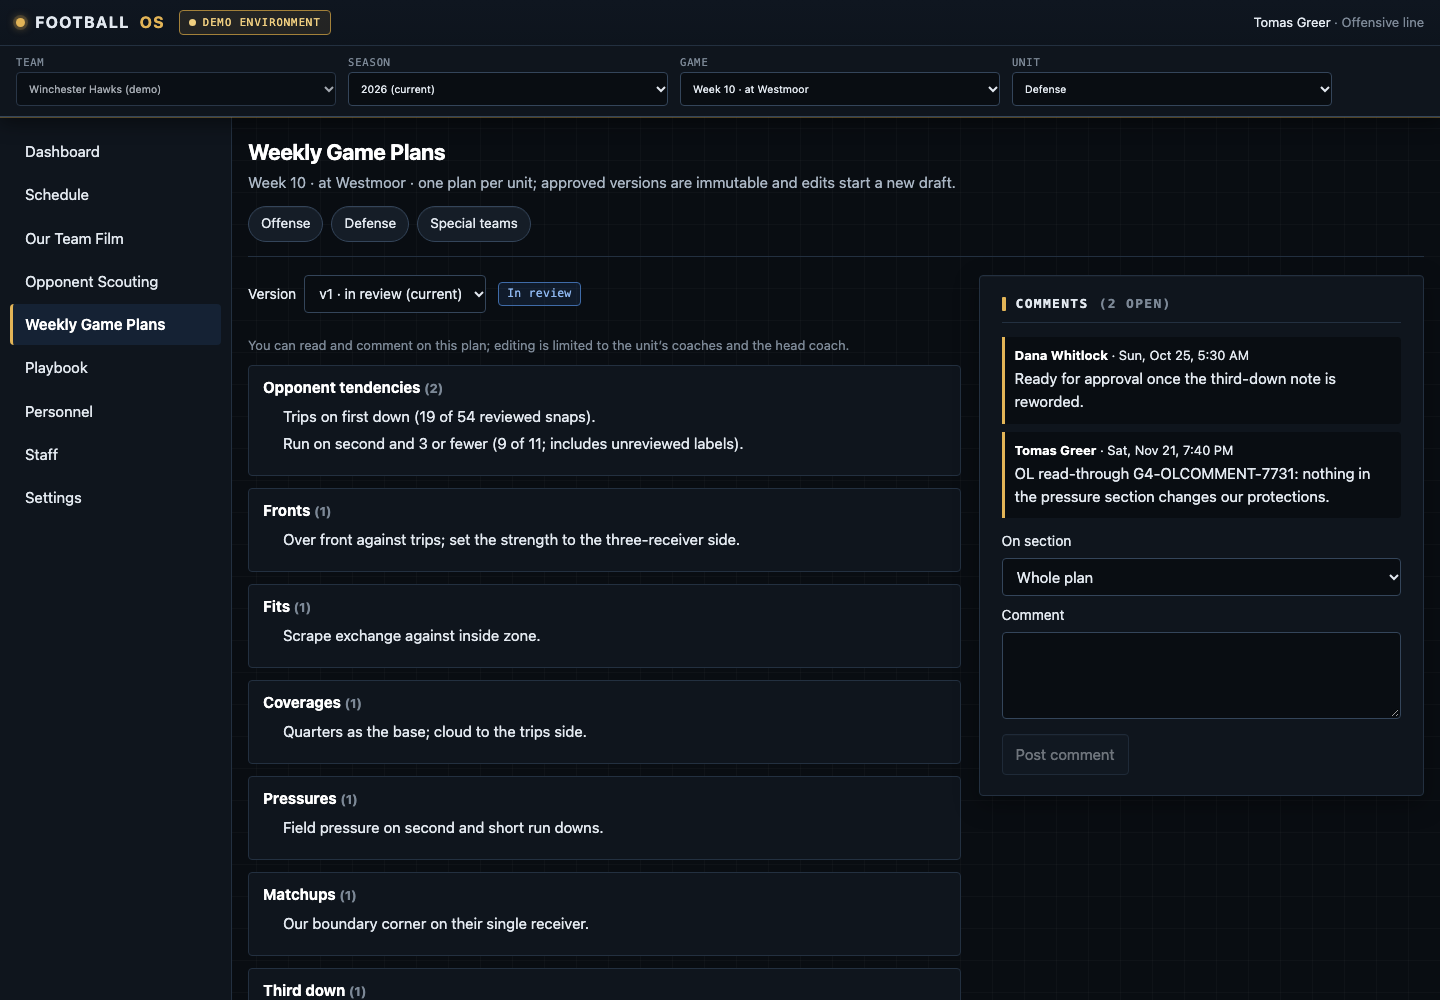 FOOTBALL OS
DEMO ENVIRONMENT
Tomas Greer · Offensive line
TEAM
Winchester Hawks (demo)
SEASON
2026 (current)
GAME
Week 10 · at Westmoor
UNIT
Defense
Dashboard
Schedule
Our Team Film
Opponent Scouting
Weekly Game Plans
Playbook
Personnel
Staff
Settings
Weekly Game Plans
Week 10 · at Westmoor · one plan per unit; approved versions are immutable and edits start a new draft.
Offense
Defense
Special teams
Version
v1 · in review (current)
In review
You can read and comment on this plan; editing is limited to the unit's coaches and the head coach.
Opponent tendencies (2)
Trips on first down (19 of 54 reviewed snaps).
Run on second and 3 or fewer (9 of 11; includes unreviewed labels).
Fronts (1)
Over front against trips; set the strength to the three-receiver side.
Fits (1)
Scrape exchange against inside zone.
Coverages (1)
Quarters as the base; cloud to the trips side.
Pressures (1)
Field pressure on second and short run downs.
Matchups (1)
Our boundary corner on their single receiver.
Third down (1)
COMMENTS (2 OPEN)
Dana Whitlock · Sun, Oct 25, 5:30 AM
Ready for approval once the third-down note is
reworded.
Tomas Greer · Sat, Nov 21, 7:40 PM
OL read-through G4-OLCOMMENT-7731: nothing in
the pressure section changes our protections.
On section
Whole plan
Comment
Post comment